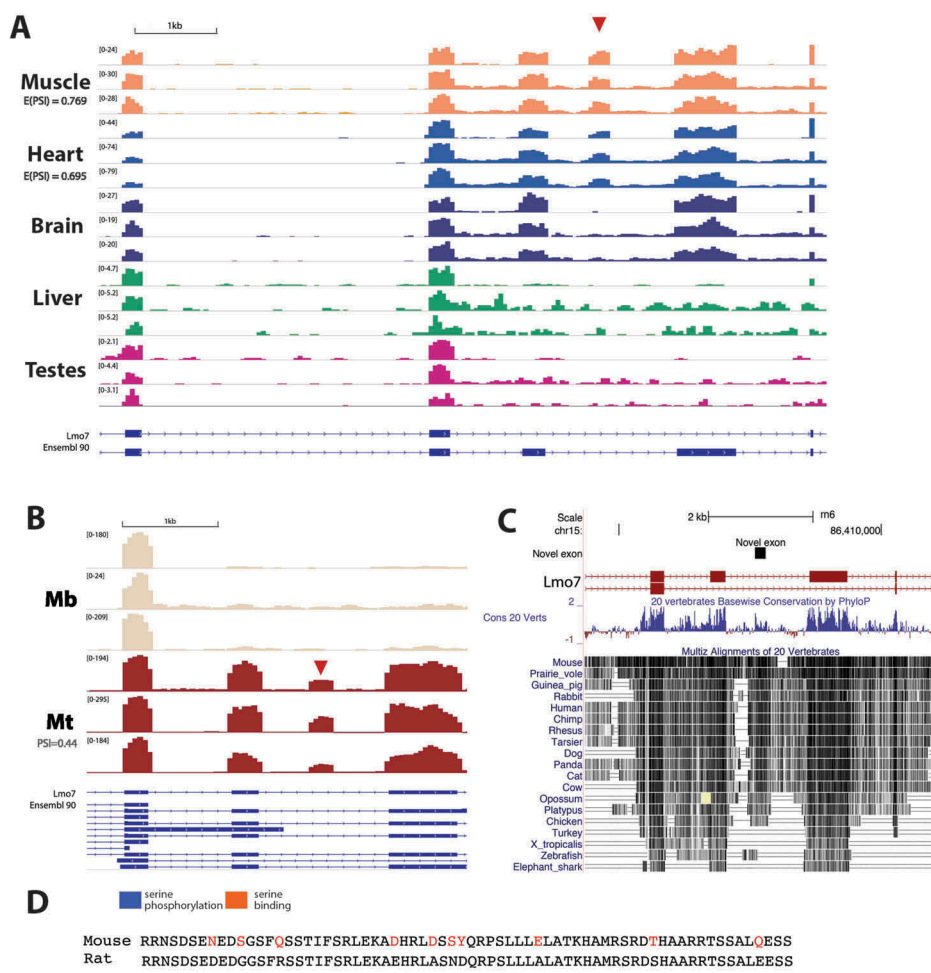 A
1kb
[0-24]
Muscle
[0-30]
E(PSI) = 0.769
[0-28]
[0-44]
Heart
[0-74]
E(PSI) = 0.695
[0-79]
[0-27]
Brain
[0-19]
[0-20]
[0-4.7]
Liver
[0-5.2]
[0-5.2]
[0-2.1]
Testes
[0-4.4]
[0-3.1]
Lmo7
Ensembl 90
B
1kb
[0-180]
Mb
[0-24]
[0-209]
[0-194]
Mt
[0-295]
PSI=0.44
[0-184]
Lmo7
Ensembl 90
C
Scale
2 kb
m6
chr15:
86,410,000
Novel exon
Novel exon
Lmo7
2
20 vertebrates Basewise Conservation by PhyloP
Cons 20 Verts
-1
Multiz Alignments of 20 Vertebrates
Mouse
Prairie_vole
Guinea_pig
Rabbit
Human
Chimp
Rhesus
Tarsier
Dog
Panda
Cat
Cow
Opossum
Platypus
Chicken
Turkey
X_tropicalis
Zebrafish
Elephant_shark
D
serine phosphorylation
serine binding
Mouse RRNSDSENEDSGSFQSSTIFSRLEKADHRLDSSYQRPSLLLELATKHAMRSRDTHAARRTSSALQESS
Rat RRNSDSEDEDGGSFRSSTIFSRLEKAEHRLASNDQRPSLLLALATKHAMRSRDSHAARRTSSALEESS